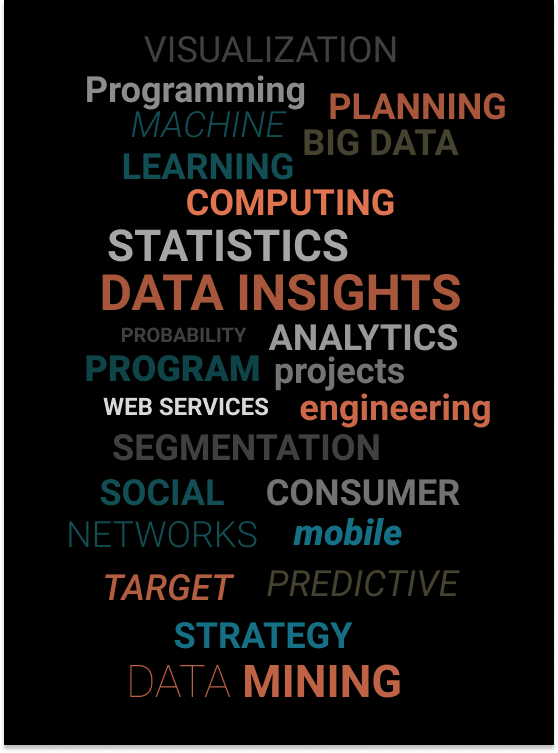 VISUALIZATION
Programming
PLANNING
MACHINE
BIG DATA
LEARNING
COMPUTING
STATISTICS
DATA INSIGHTS
PROBABILITY
ANALYTICS
PROGRAM
projects
WEB SERVICES
engineering
SEGMENTATION
SOCIAL
CONSUMER
NETWORKS
mobile
TARGET
PREDICTIVE
STRATEGY
DATA MINING